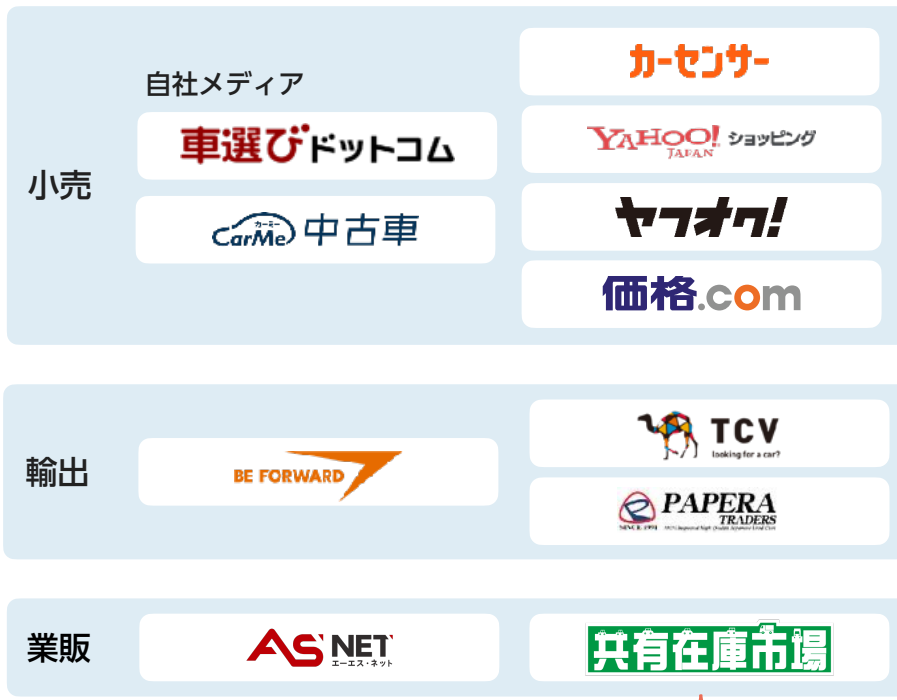 小売
自社メディア
車選びドットコム
カーミー
CarMe 中古車
カーセンサー
YAHOO! ショッピング
JAPAN
ヤフオク!
価格.com
輸出
BE FORWARD
TCV
looking for a car?
PAPERA
TRADERS
SINCE 1991
業販
AS NET
エーエス・ネット
共有在庫市場